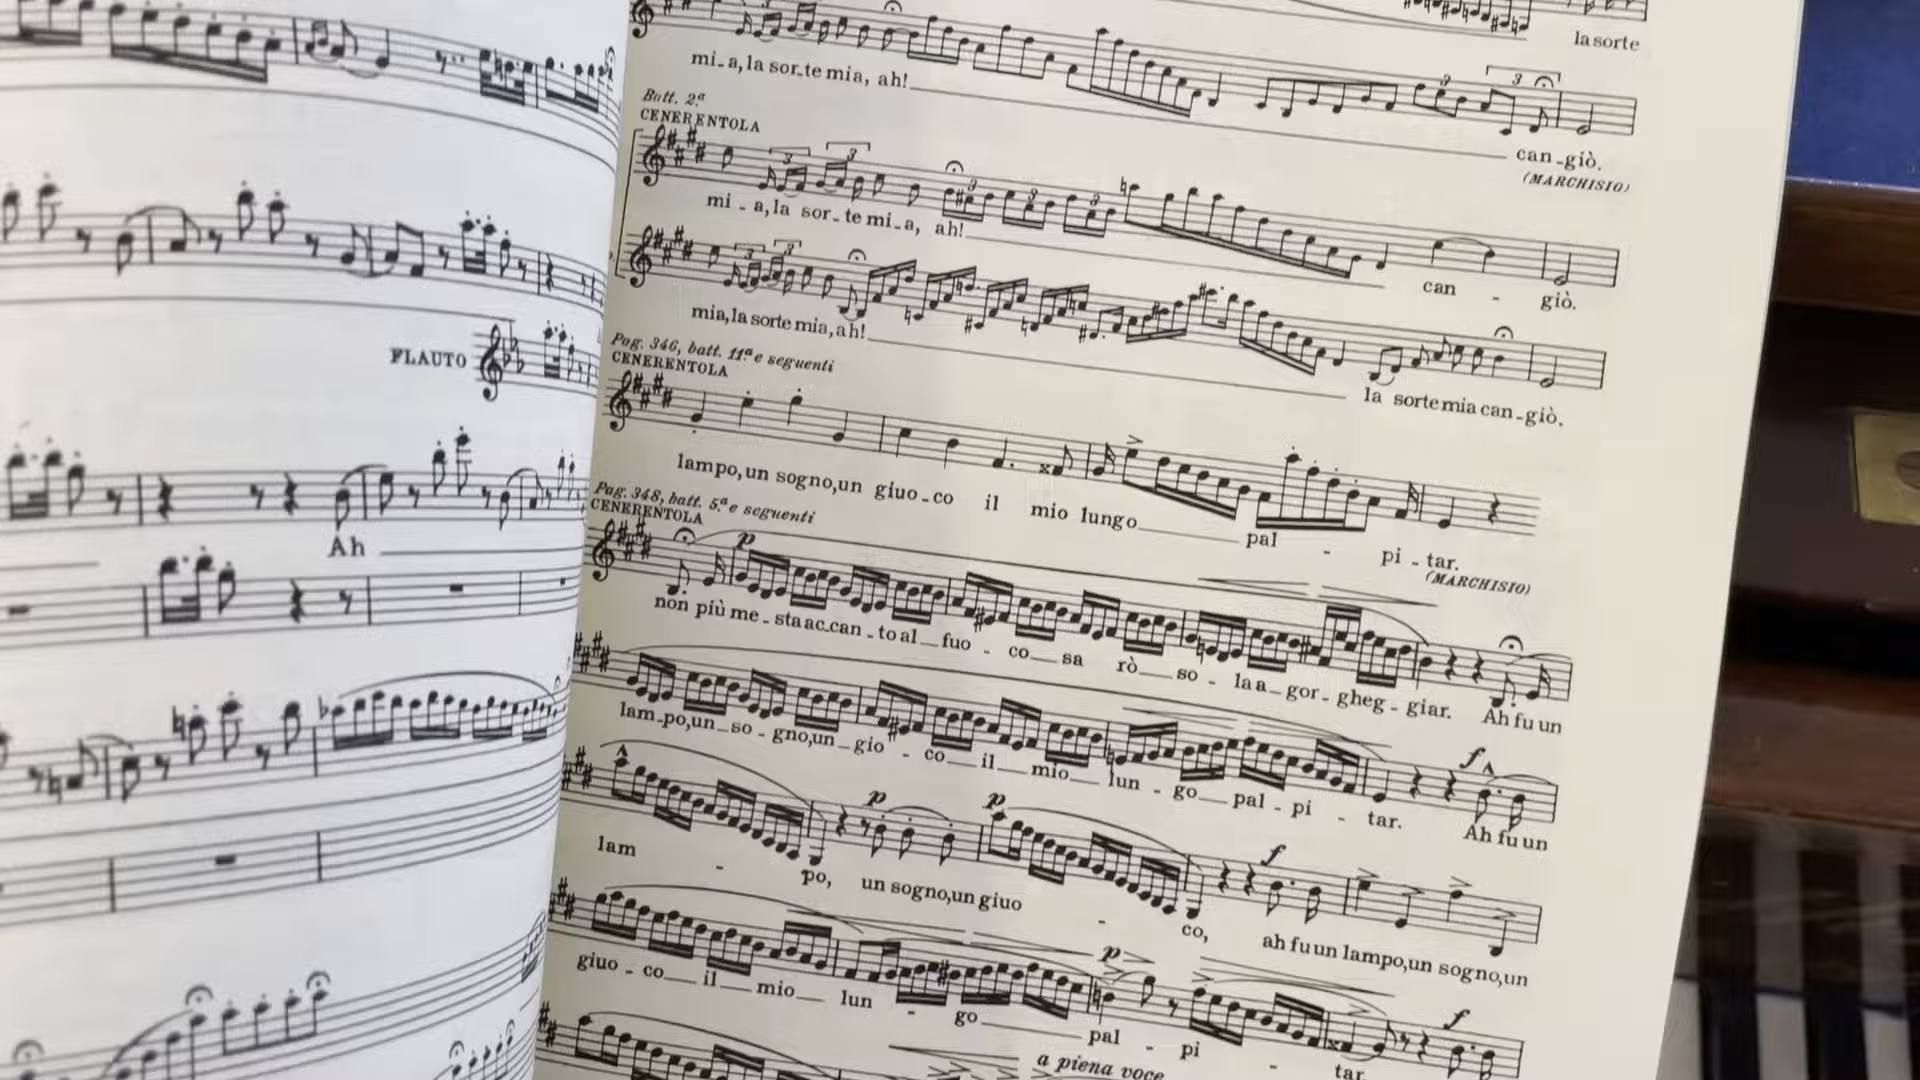 FLAUTO
Ah
la sorte
mi-a, la sor-te mia, ah!
can-giò.
(MARCHISIO)
Batt. 2ª
CENERENTOLA
mi-a, la sor-te mi-a, ah!
can-giò.
mia, la sorte mia, ah!
la sorte mia can-giò.
Pag. 346, batt. 11ª e seguenti
CENERENTOLA
lampo, un sogno, un giuo-co il mio lungo pal-pi-tar.
(MARCHISIO)
Pag. 348, batt. 5ª e seguenti
CENERENTOLA
p
non più me-sta ac-can-to al fuo-co sa rò so-la a gor-gheg-giar. Ah fu un
lam-po, un so-gno, un gio-co il mio lun-go pal-pi-tar. Ah fu un
f
p p f
lam-po, un sogno, un giuo-co, ah fu un lampo, un sogno, un
p f
giuo-co il mio lun-go pal-pi-tar
a piena voce